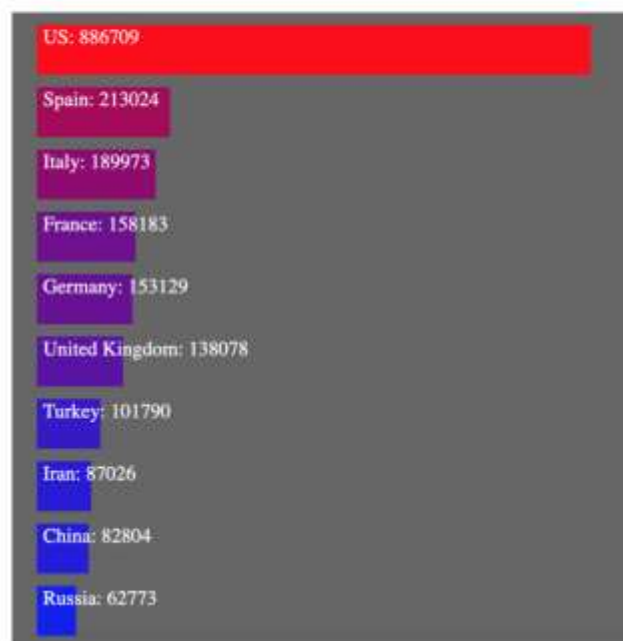 US: 886709
Spain: 213024
Italy: 189973
France: 158183
Germany: 153129
United Kingdom: 138078
Turkey: 101790
Iran: 87026
China: 82804
Russia: 62773